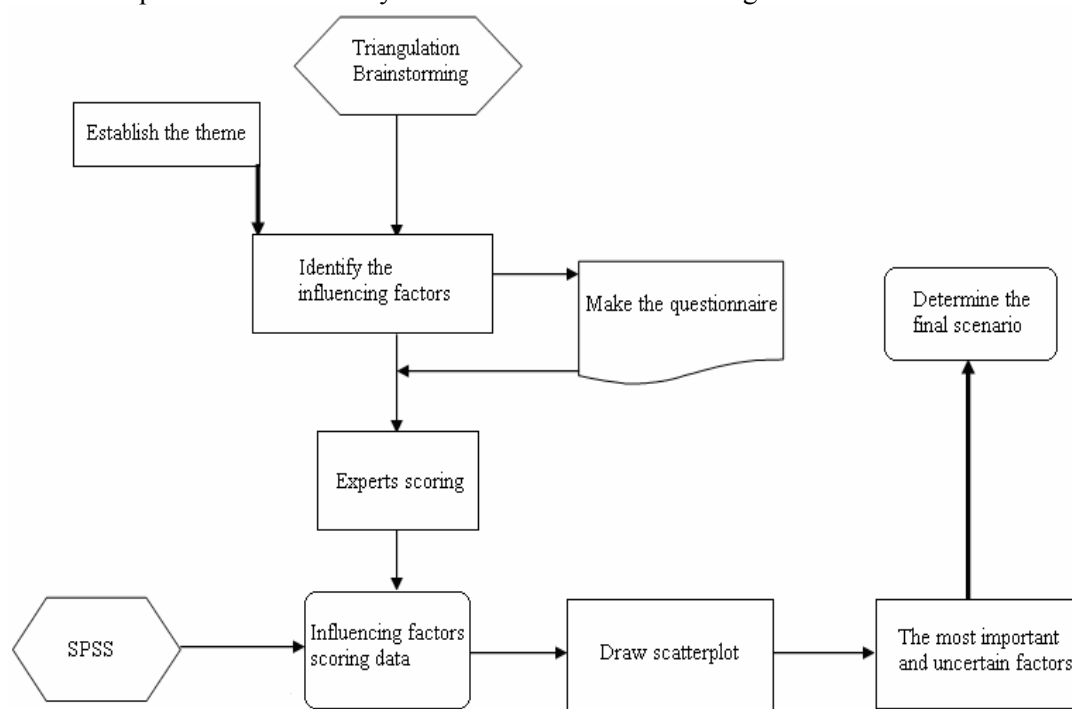 Triangulation
Brainstorming
Establish the theme
Identify the
influencing factors
Make the questionnaire
Determine the
final scenario
Experts scoring
SPSS
Influencing factors
scoring data
Draw scatterplot
The most important
and uncertain factors